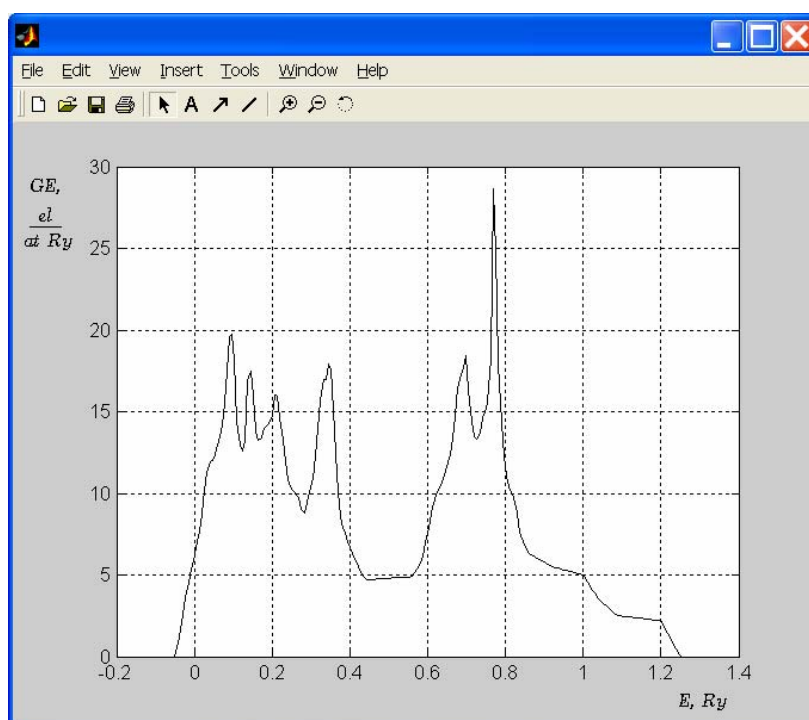 File Edit View Insert Tools Window Help
A
GE,
el
at Ry
30
25
20
15
10
5
0
-0.2 0 0.2 0.4 0.6 0.8 1 1.2 1.4
E, Ry